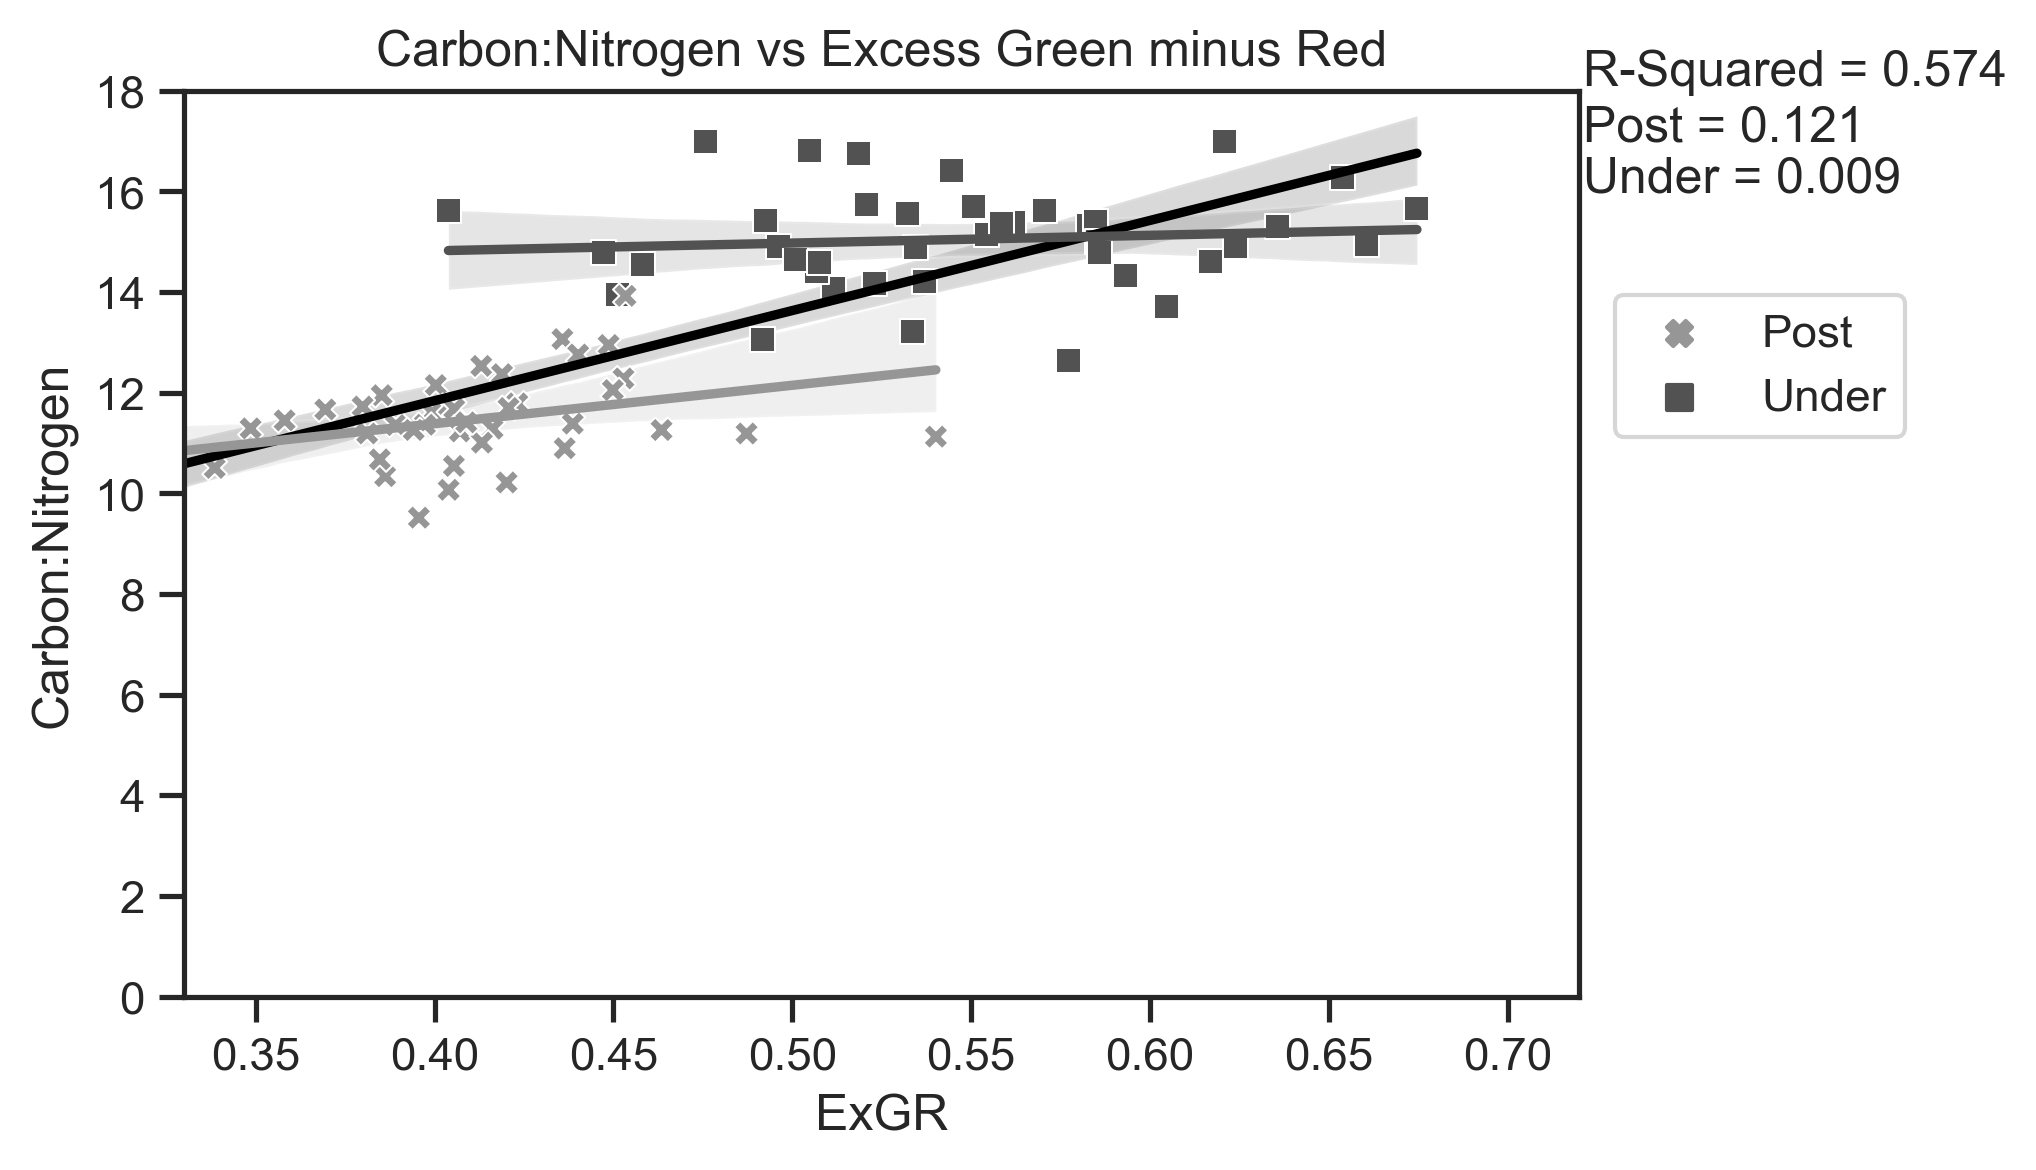 Carbon:Nitrogen vs Excess Green minus Red
R-Squared = 0.574
Post = 0.121
Under = 0.009
Carbon:Nitrogen
18
16
14
12
10
8
6
4
2
0
Post
Under
0.35 0.40 0.45 0.50 0.55 0.60 0.65 0.70
ExGR